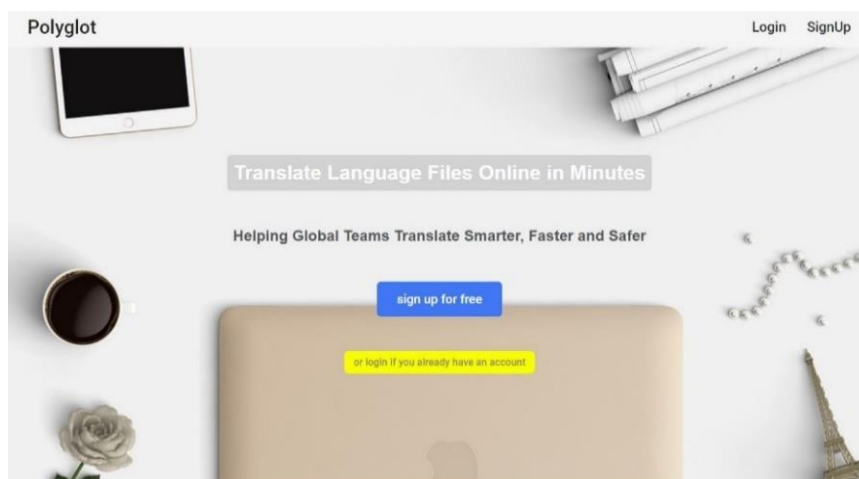 Polyglot
Login SignUp
Translate Language Files Online in Minutes
Helping Global Teams Translate Smarter, Faster and Safer
sign up for free
or login if you already have an account